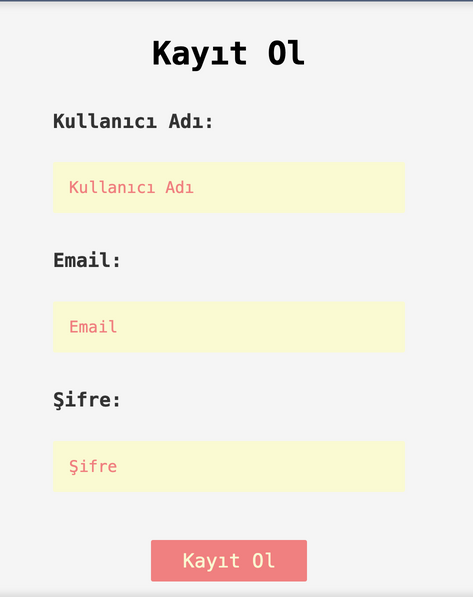 Kayıt Ol
Kullanıcı Adı:
Kullanıcı Adı
Email:
Email
Şifre:
Şifre
Kayıt Ol